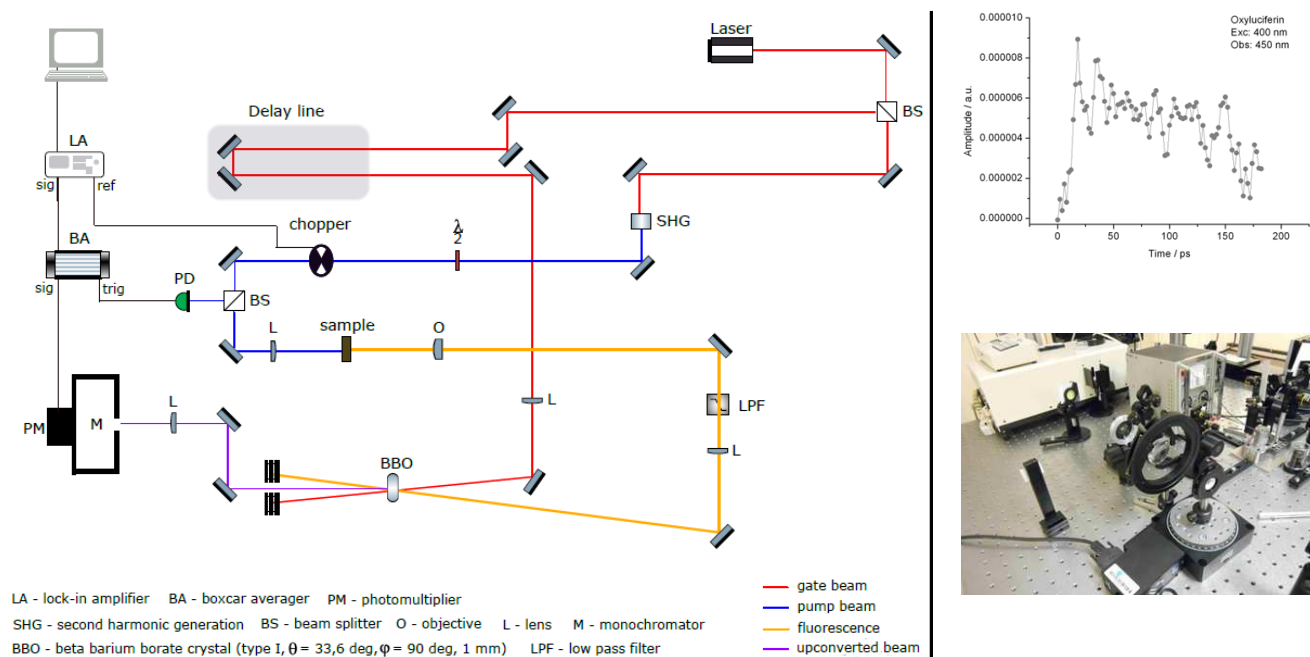 Laser
BS
Delay line
LA
sig
ref
chopper
λ
2
SHG
BA
sig
trig
PD
BS
L
sample
O
L
LPF
L
PM
M
L
BBO
LA - lock-in amplifier BA - boxcar averager PM - photomultiplier
SHG - second harmonic generation BS - beam splitter O - objective L - lens M - monochromator
BBO - beta barium borate crystal (type I, θ = 33,6 deg, φ = 90 deg, 1 mm) LPF - low pass filter
gate beam
pump beam
fluorescence
upconverted beam
Oxyluciferin
Exc: 400 nm
Obs: 450 nm
Amplitude / a.u.
0.000010
0.000008
0.000006
0.000004
0.000002
0.000000
0 50 100 150 200
Time / ps